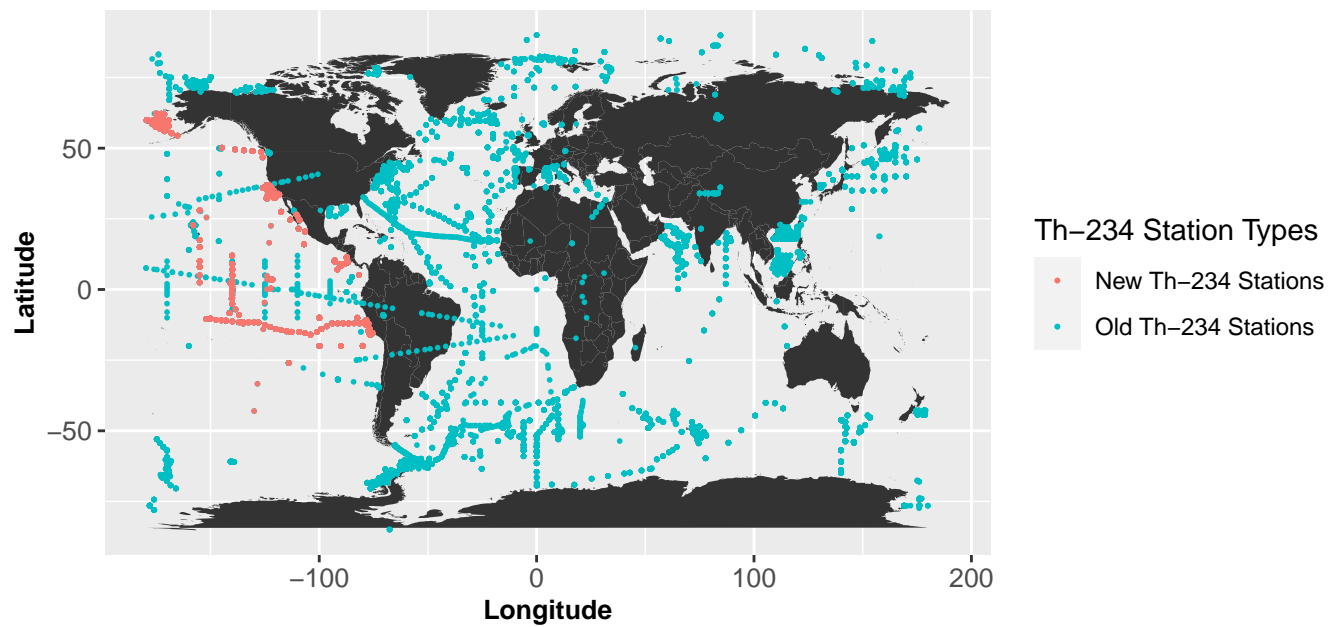 50
0
−50
Latitude
−100
0
100
200
Longitude
Th−234 Station Types
New Th−234 Stations
Old Th−234 Stations